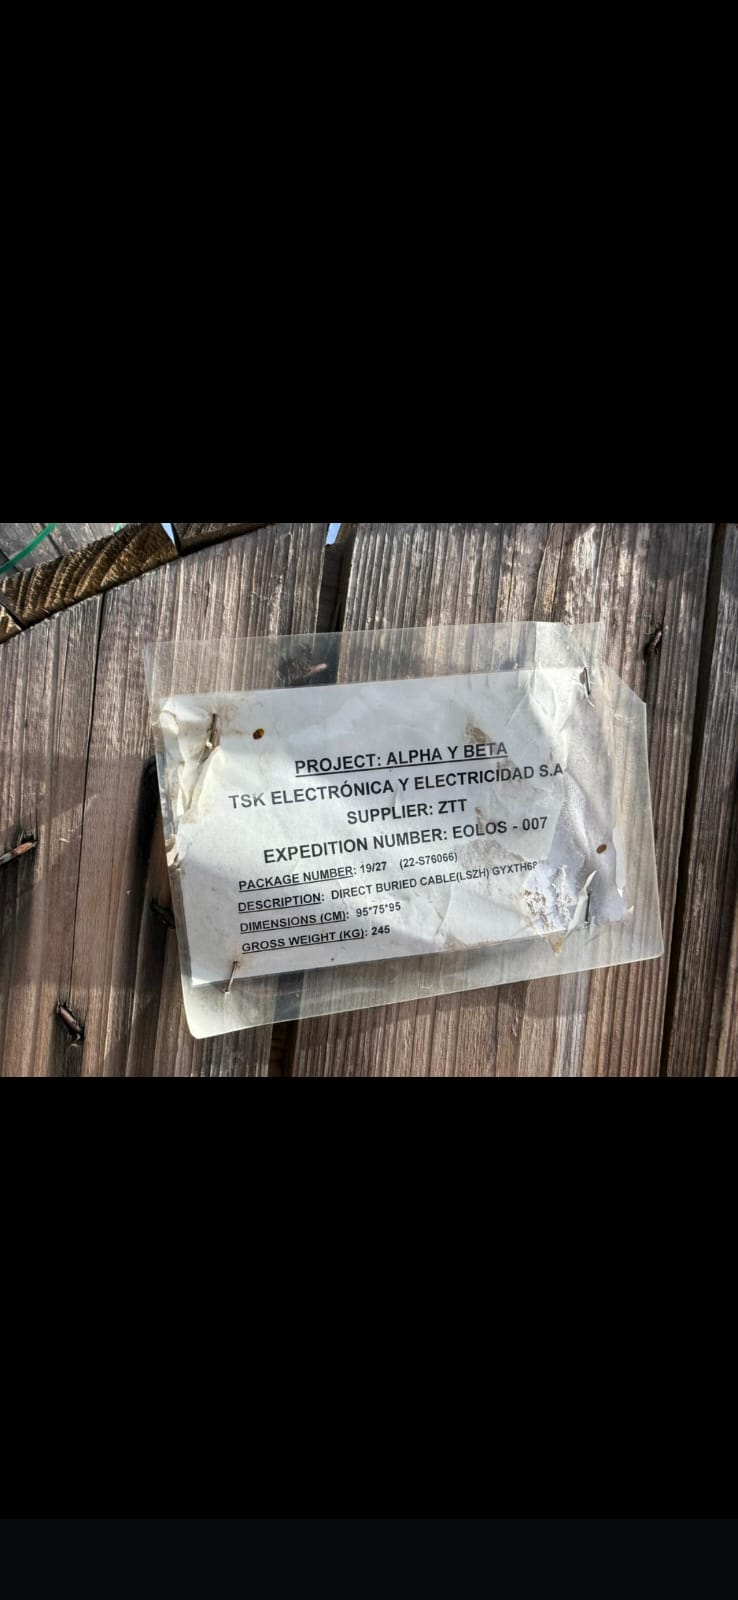 PROJECT: ALPHA Y BETA
TSK ELECTRÓNICA Y ELECTRICIDAD S.A
SUPPLIER: ZTT
EXPEDITION NUMBER: EOLOS - 007
PACKAGE NUMBER: 19/27 (22-S76066)
DESCRIPTION: DIRECT BURIED CABLE(LSZH)
DIMENSIONS (CM): 95*75*95
GROSS WEIGHT (KG): 245